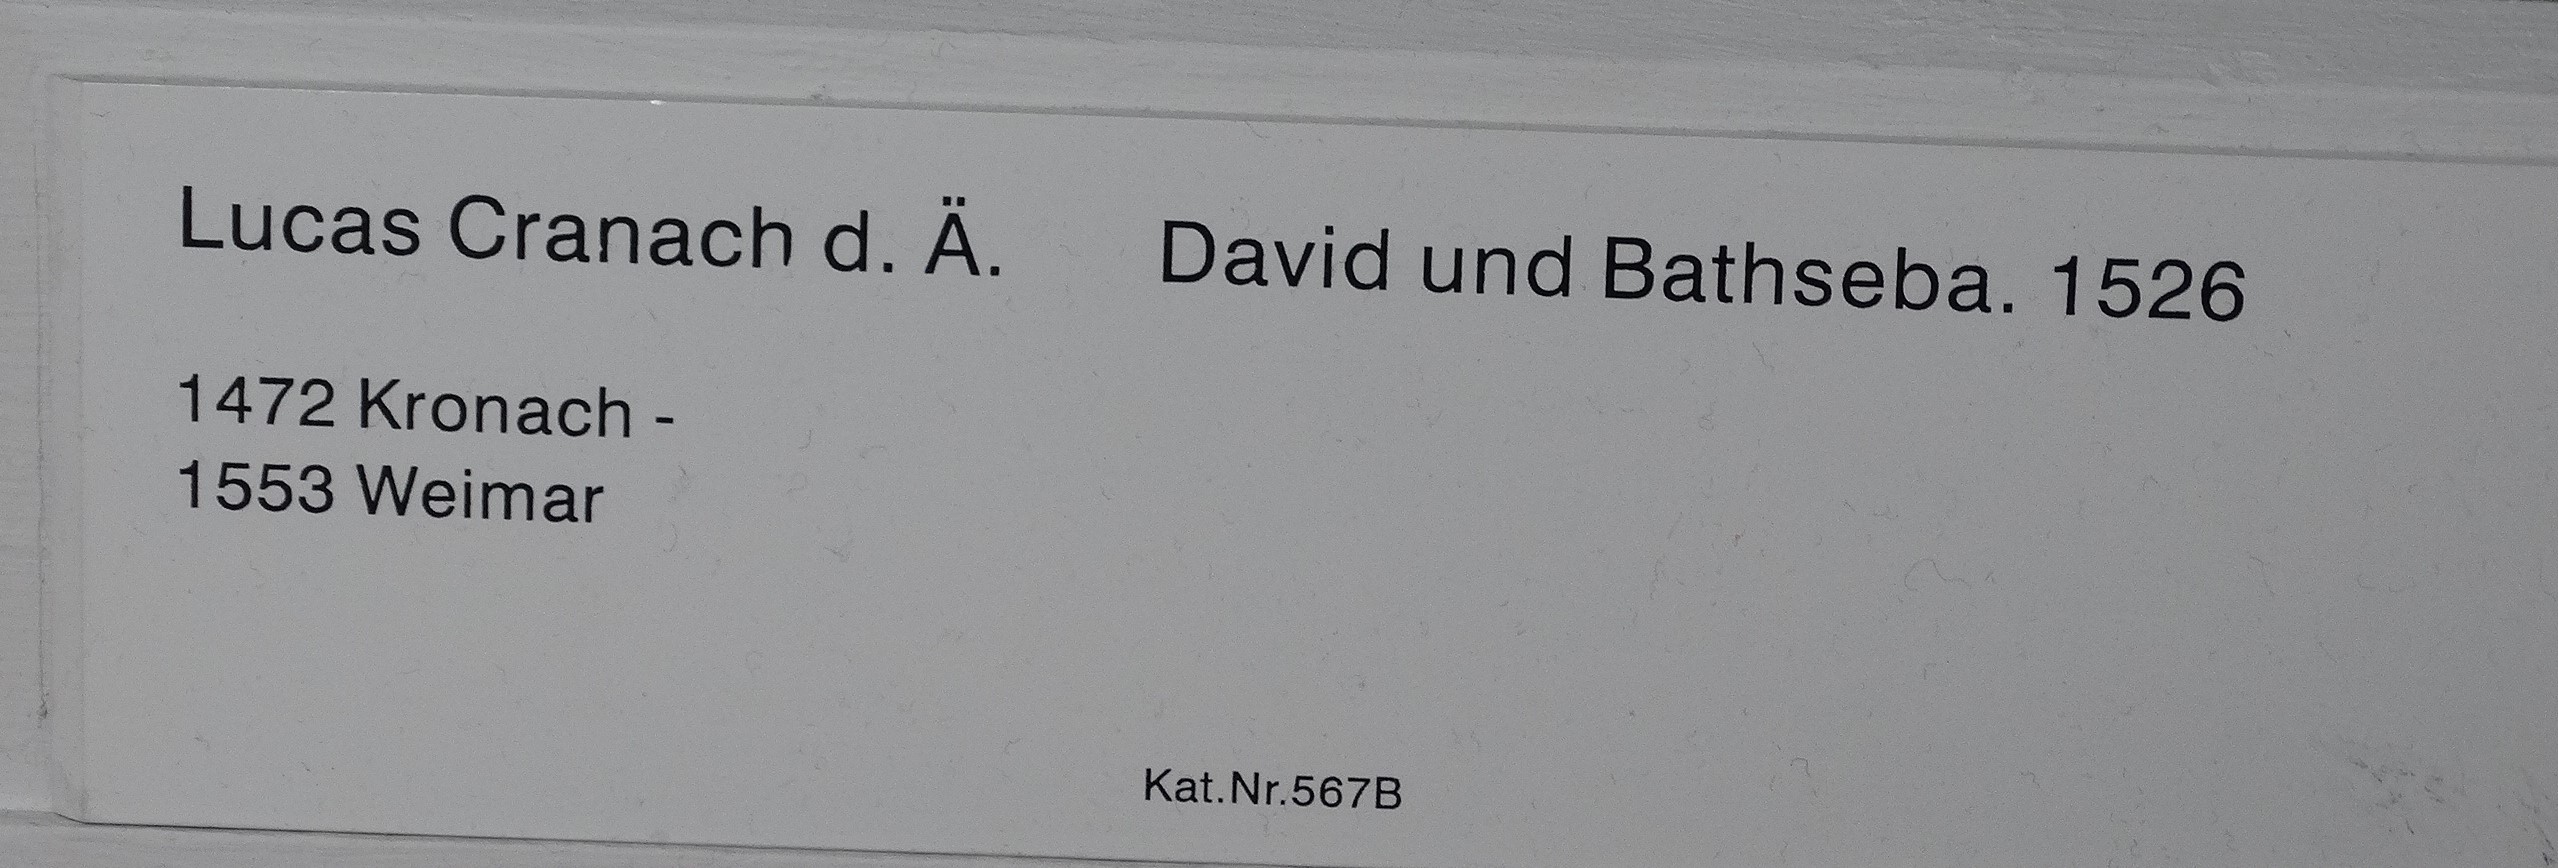 Lucas Cranach d. Ä.
David und Bathseba. 1526
1472 Kronach -
1553 Weimar
Kat.Nr.567B